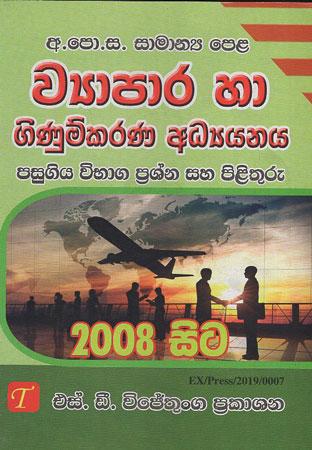 අ.පො.ස. සාමාන්‍ය පෙළ
ව්‍යාපාර හා
ගිණුම්කරණ අධ්‍යයනය
පසුගිය විභාග ප්‍රශ්න සහ පිළිතුරු
2008 සිට
EX/Press/2019/0007
T
එස්. ඩී. විජේතුංග ප්‍රකාශන